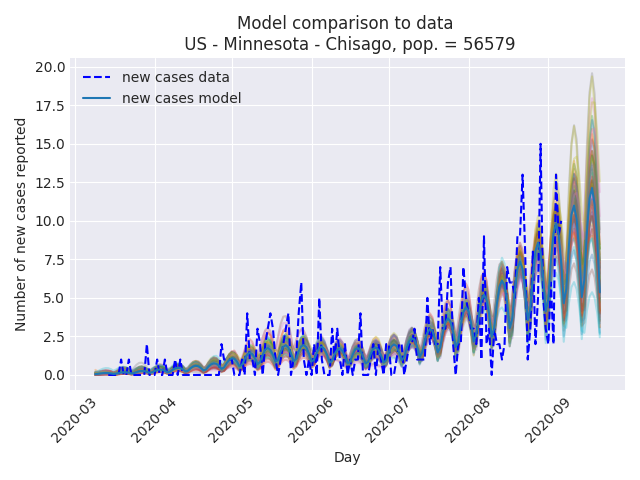 Model comparison to data
US - Minnesota - Chisago, pop. = 56579
new cases data
new cases model
Number of new cases reported
20.0
17.5
15.0
12.5
10.0
7.5
5.0
2.5
0.0
2020-03
2020-04
2020-05
2020-06
2020-07
2020-08
2020-09
Day